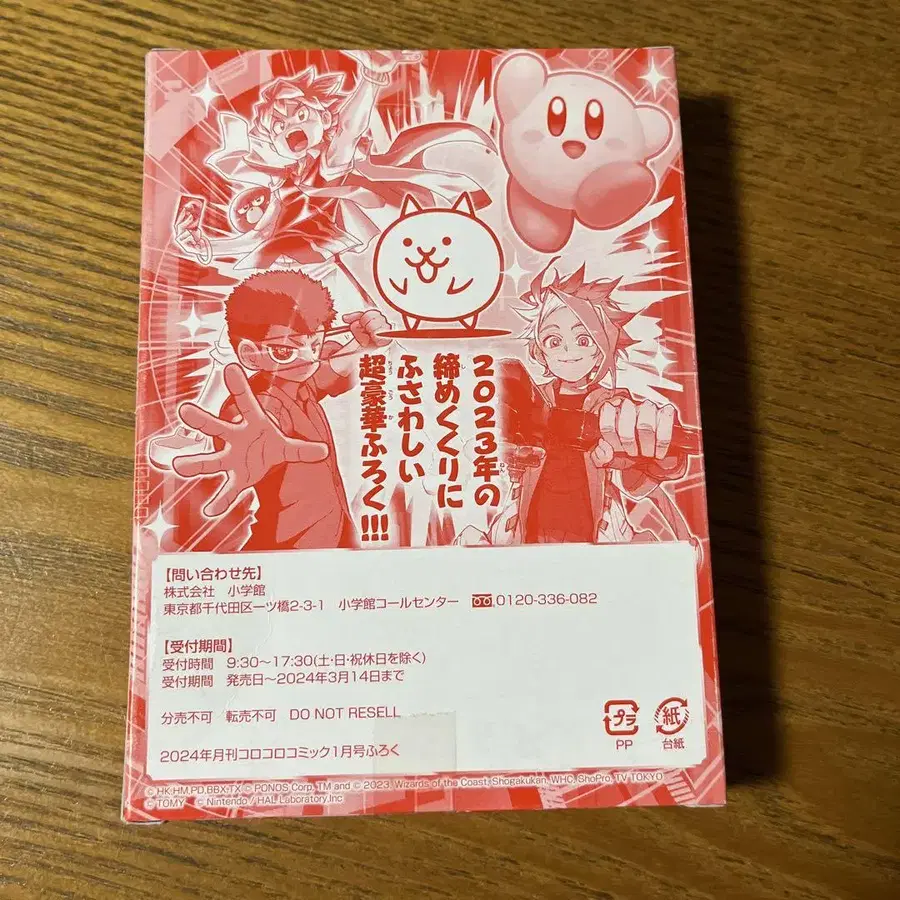 2023年の
締めくくりに
ふさわしい
超豪華ふろく!!!
【問い合わせ先】
株式会社 小学館
東京都千代田区一ツ橋2-3-1 小学館コールセンター 0120-336-082
【受付期間】
受付時間 9:30〜17:30(土・日・祝休日を除く)
受付期間 発売日〜2024年3月14日まで
分売不可 転売不可 DO NOT RESELL
プラ
PP
紙
台紙
2024年月刊コロコロコミック1月号ふろく
© HK,HM,PD,BBX,TX © PONOS Corp. TM and © 2023 Wizards of the Coast, Shogakukan, WHC, ShoPro, TV TOKYO
© TOMY © Nintendo / HAL Laboratory,Inc